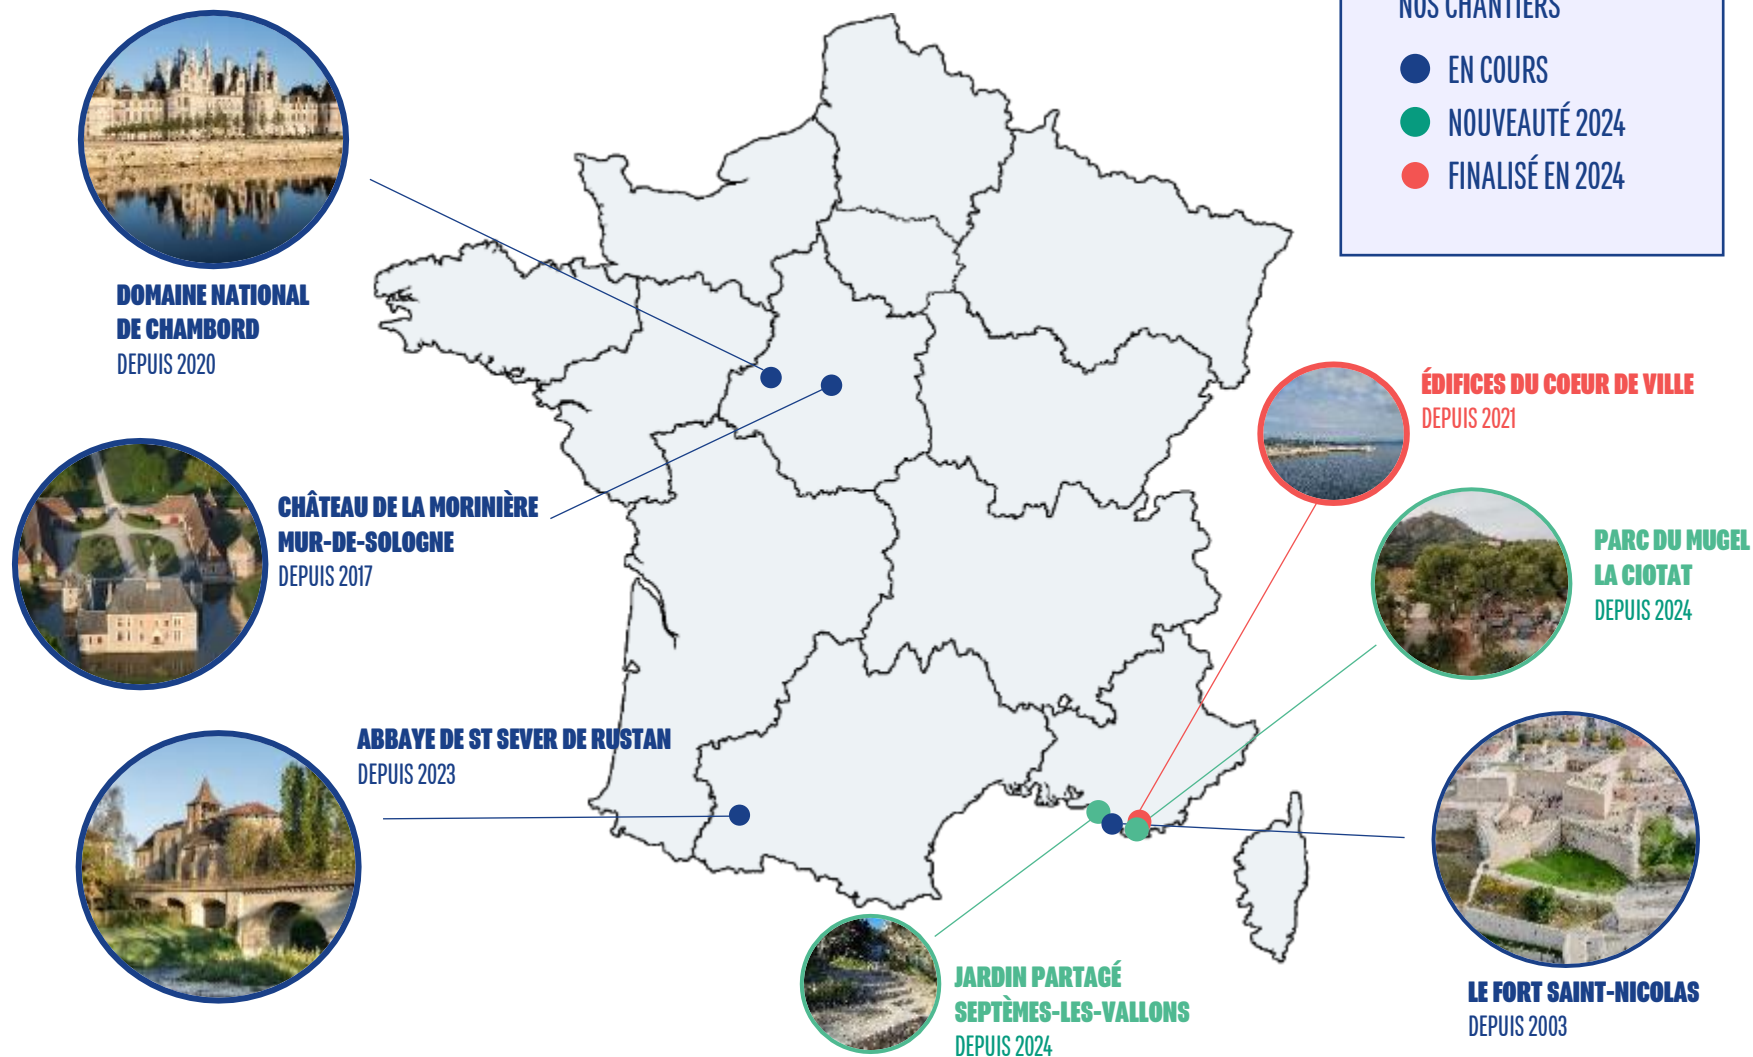 NOS CHANTIERS
EN COURS
NOUVEAUTÉ 2024
FINALISÉ EN 2024
DOMAINE NATIONAL
DE CHAMBORD
DEPUIS 2020
CHÂTEAU DE LA MORINIÈRE
MUR-DE-SOLOGNE
DEPUIS 2017
ABBAYE DE ST SEVER DE RUSTAN
DEPUIS 2023
ÉDIFICES DU COEUR DE VILLE
DEPUIS 2021
PARC DU MUGEL
LA CIOTAT
DEPUIS 2024
JARDIN PARTAGÉ
SEPTÈMES-LES-VALLONS
DEPUIS 2024
LE FORT SAINT-NICOLAS
DEPUIS 2003